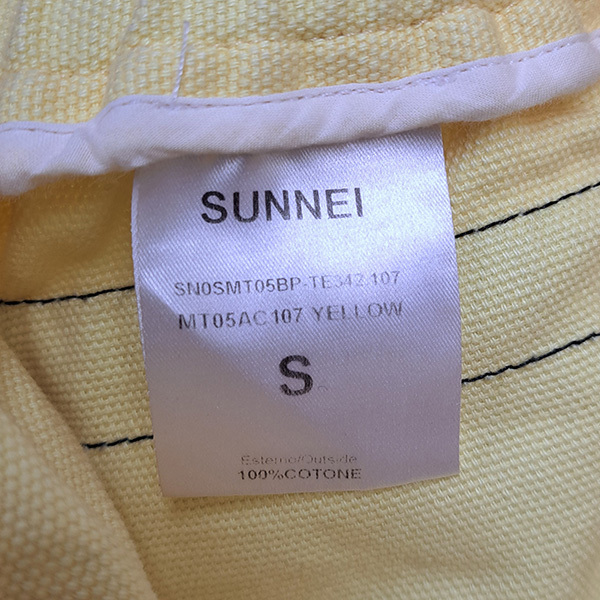 SUNNEI
SN0SMT05BP-TE342.107
MT05AC107 YELLOW
S
Esterno/Outside
100%COTONE